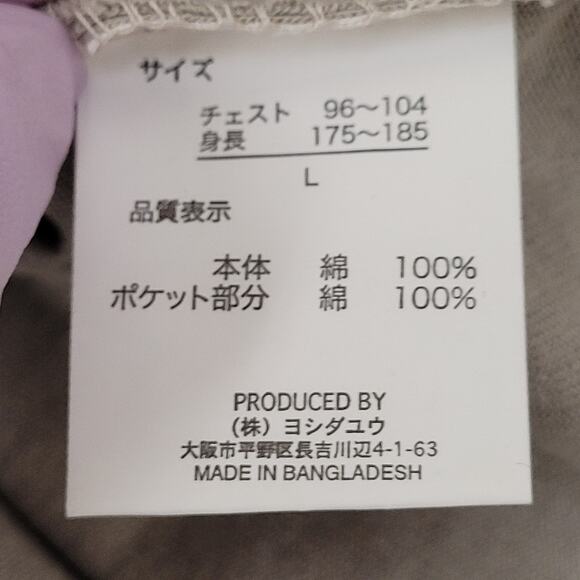 サイズ
チェスト 96～104
身長 175～185
L
品質表示
本体 綿 100%
ポケット部分 綿 100%
PRODUCED BY
（株）ヨシダユウ
大阪市平野区長吉川辺4-1-63
MADE IN BANGLADESH